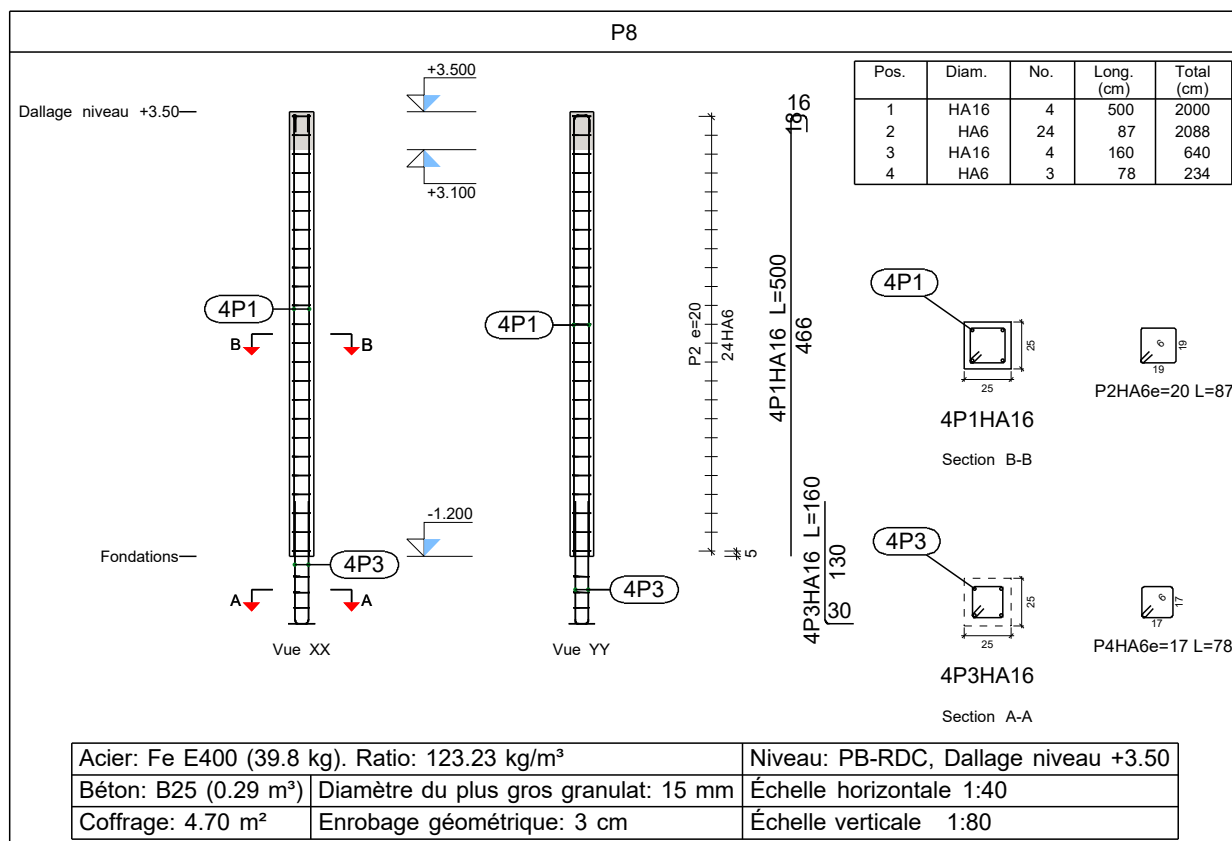 P8
Dallage niveau +3.50
+3.500
+3.100
4P1
B B
-1.200
Fondations
4P3
A A
Vue XX
4P1
4P3
Vue YY
P2 e=20
24HA6
5
16
18
4P1HA16 L=500
466
4P3HA16 L=160
130
30
Pos. Diam. No. Long. (cm) Total (cm)
1 HA16 4 500 2000
2 HA6 24 87 2088
3 HA16 4 160 640
4 HA6 3 78 234
4P1
25
25
4P1HA16
Section B-B
6
19
19
P2HA6e=20 L=87
4P3
25
25
4P3HA16
Section A-A
6
17
17
P4HA6e=17 L=78
Acier: Fe E400 (39.8 kg). Ratio: 123.23 kg/m³ Niveau: PB-RDC, Dallage niveau +3.50
Béton: B25 (0.29 m³) Diamètre du plus gros granulat: 15 mm Échelle horizontale 1:40
Coffrage: 4.70 m² Enrobage géométrique: 3 cm Échelle verticale 1:80